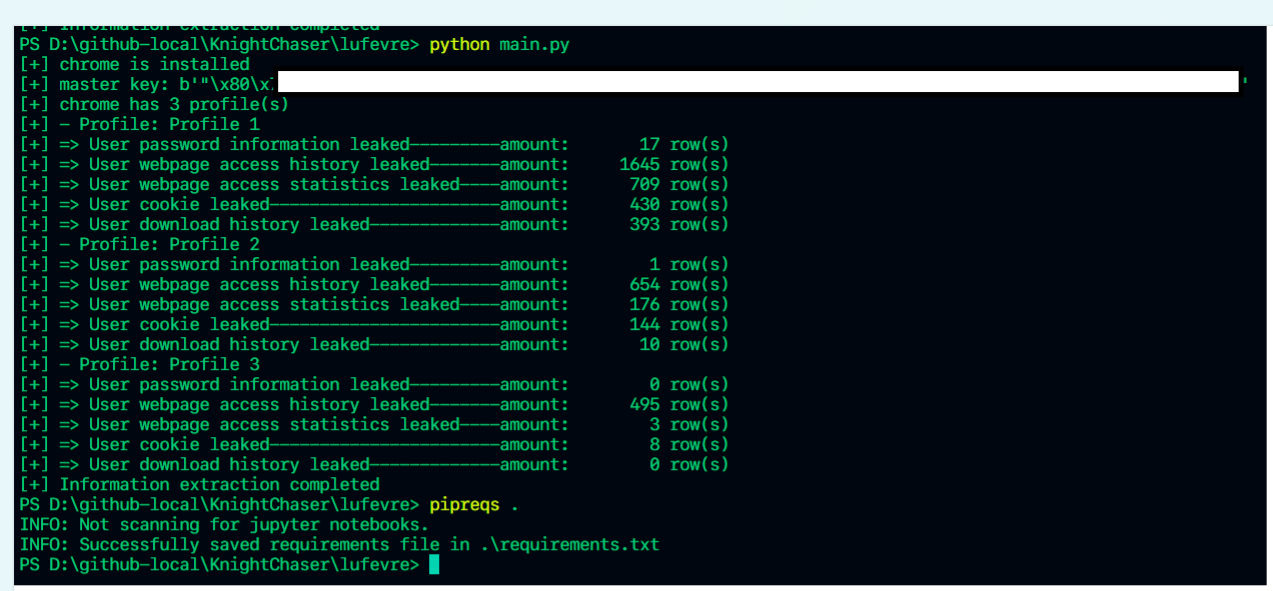 [+] Information extraction completed
PS D:\github-local\KnightChaser\lufevre> python main.py
[+] chrome is installed
[+] master key: b'"\x80\x '
[+] chrome has 3 profile(s)
[+] - Profile: Profile 1
[+] => User password information leaked---------amount: 17 row(s)
[+] => User webpage access history leaked-------amount: 1645 row(s)
[+] => User webpage access statistics leaked----amount: 709 row(s)
[+] => User cookie leaked-----------------------amount: 430 row(s)
[+] => User download history leaked-------------amount: 393 row(s)
[+] - Profile: Profile 2
[+] => User password information leaked---------amount: 1 row(s)
[+] => User webpage access history leaked-------amount: 654 row(s)
[+] => User webpage access statistics leaked----amount: 176 row(s)
[+] => User cookie leaked-----------------------amount: 144 row(s)
[+] => User download history leaked-------------amount: 10 row(s)
[+] - Profile: Profile 3
[+] => User password information leaked---------amount: 0 row(s)
[+] => User webpage access history leaked-------amount: 495 row(s)
[+] => User webpage access statistics leaked----amount: 3 row(s)
[+] => User cookie leaked-----------------------amount: 8 row(s)
[+] => User download history leaked-------------amount: 0 row(s)
[+] Information extraction completed
PS D:\github-local\KnightChaser\lufevre> pipreqs .
INFO: Not scanning for jupyter notebooks.
INFO: Successfully saved requirements file in .\requirements.txt
PS D:\github-local\KnightChaser\lufevre>